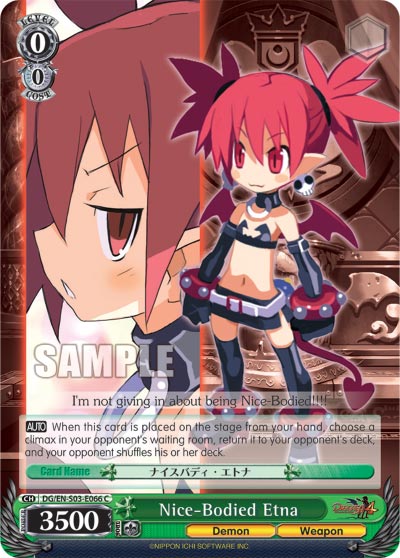 LEVEL
0
0
COST
SAMPLE
I'm not giving in about being Nice-Bodied!!!!
AUTO When this card is placed on the stage from your hand, choose a
climax in your opponent's waiting room, return it to your opponent's deck,
and your opponent shuffles his or her deck.
Card Name
ナイスバディ・エトナ
CH DG/EN-S03-E066 C
3500
Nice-Bodied Etna
Demon
Weapon
©NIPPON ICHI SOFTWARE INC.